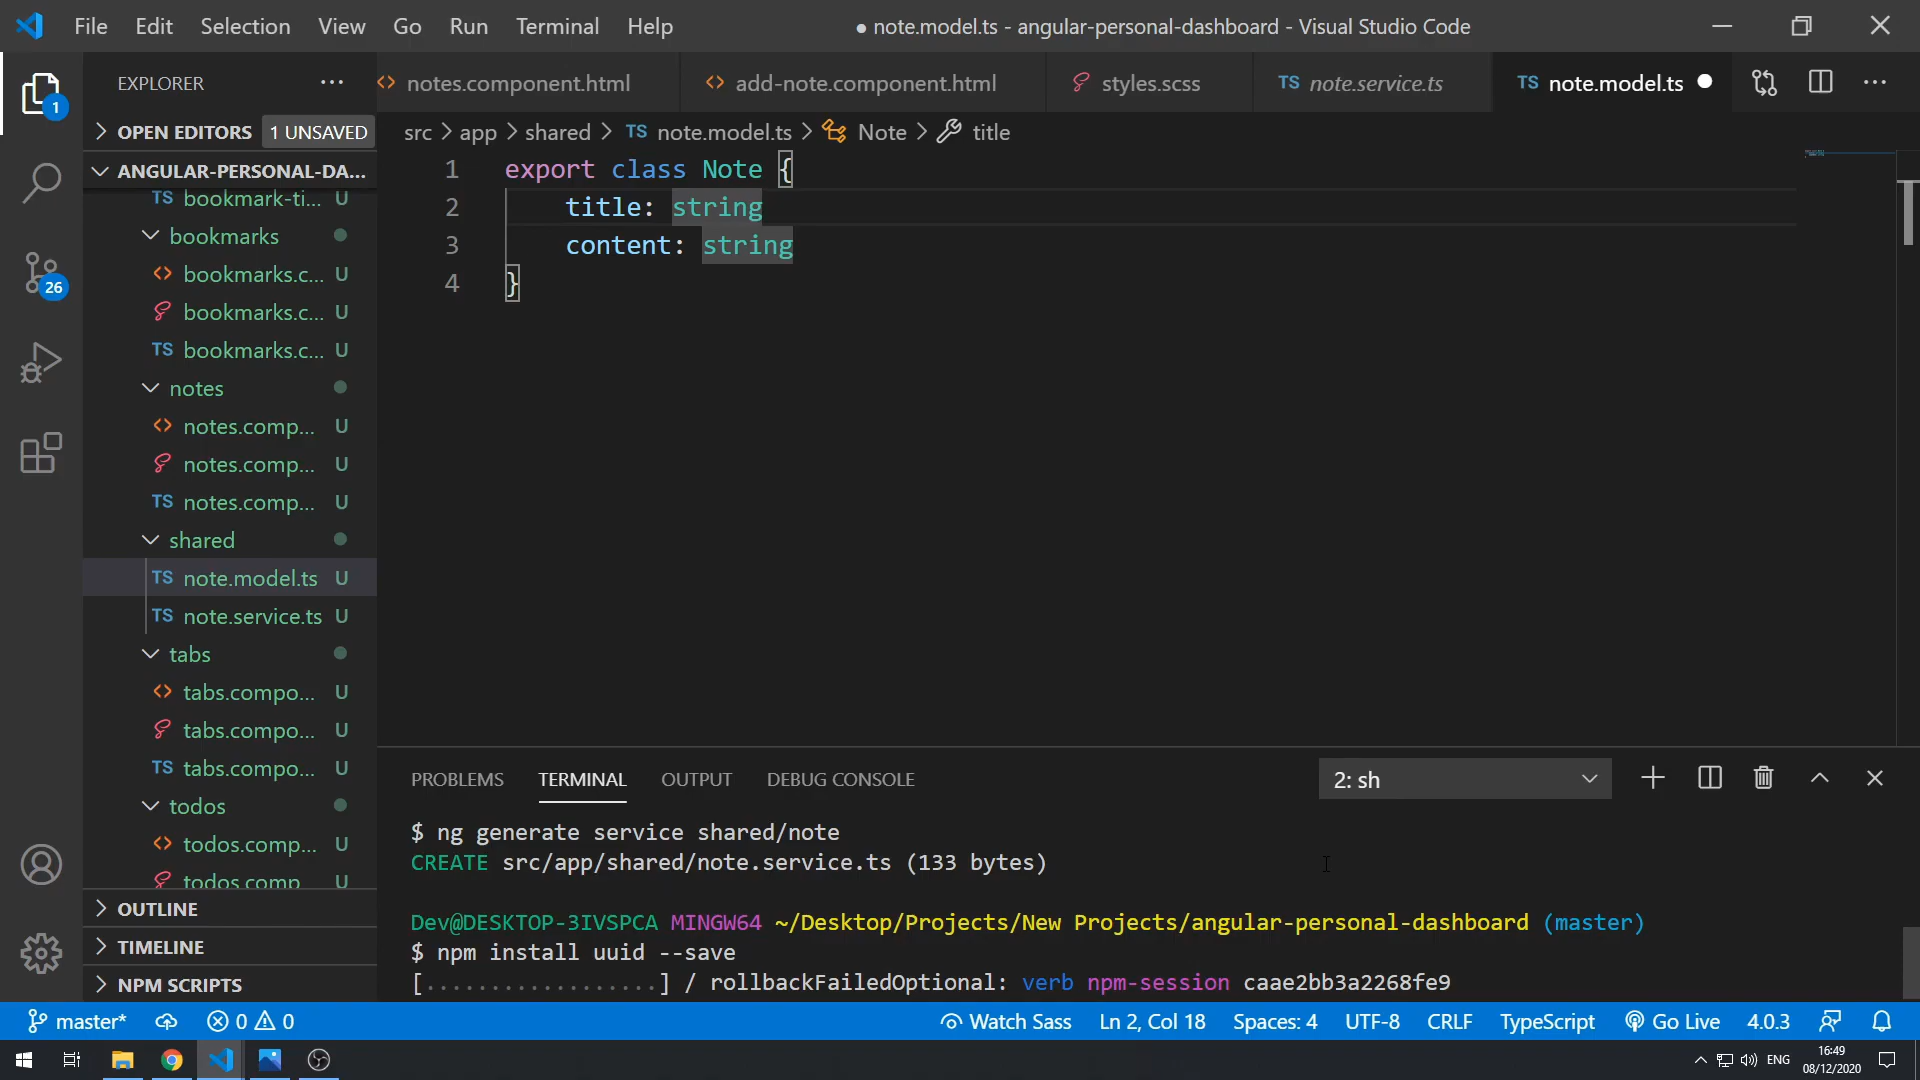 File Edit Selection View Go Run Terminal Help
● note.model.ts - angular-personal-dashboard - Visual Studio Code
EXPLORER
notes.component.html
add-note.component.html
styles.scss
TS note.service.ts
TS note.model.ts
1
OPEN EDITORS 1 UNSAVED
src > app > shared > TS note.model.ts > Note > title
ANGULAR-PERSONAL-DA...
TS bookmark-ti... U
bookmarks
bookmarks.c... U
bookmarks.c... U
TS bookmarks.c... U
notes
notes.comp... U
notes.comp... U
TS notes.comp... U
shared
TS note.model.ts U
TS note.service.ts U
tabs
tabs.compo... U
tabs.compo... U
TS tabs.compo... U
todos
todos.comp... U
todos.comp U
OUTLINE
TIMELINE
NPM SCRIPTS
26
1 export class Note {
2 title: string
3 content: string
4 }
PROBLEMS TERMINAL OUTPUT DEBUG CONSOLE
2: sh
$ ng generate service shared/note
CREATE src/app/shared/note.service.ts (133 bytes)
Dev@DESKTOP-3IVSPCA MINGW64 ~/Desktop/Projects/New Projects/angular-personal-dashboard (master)
$ npm install uuid --save
[..................] / rollbackFailedOptional: verb npm-session caae2bb3a2268fe9
master* 0 0 Watch Sass Ln 2, Col 18 Spaces: 4 UTF-8 CRLF TypeScript Go Live 4.0.3
ENG
16:49
08/12/2020